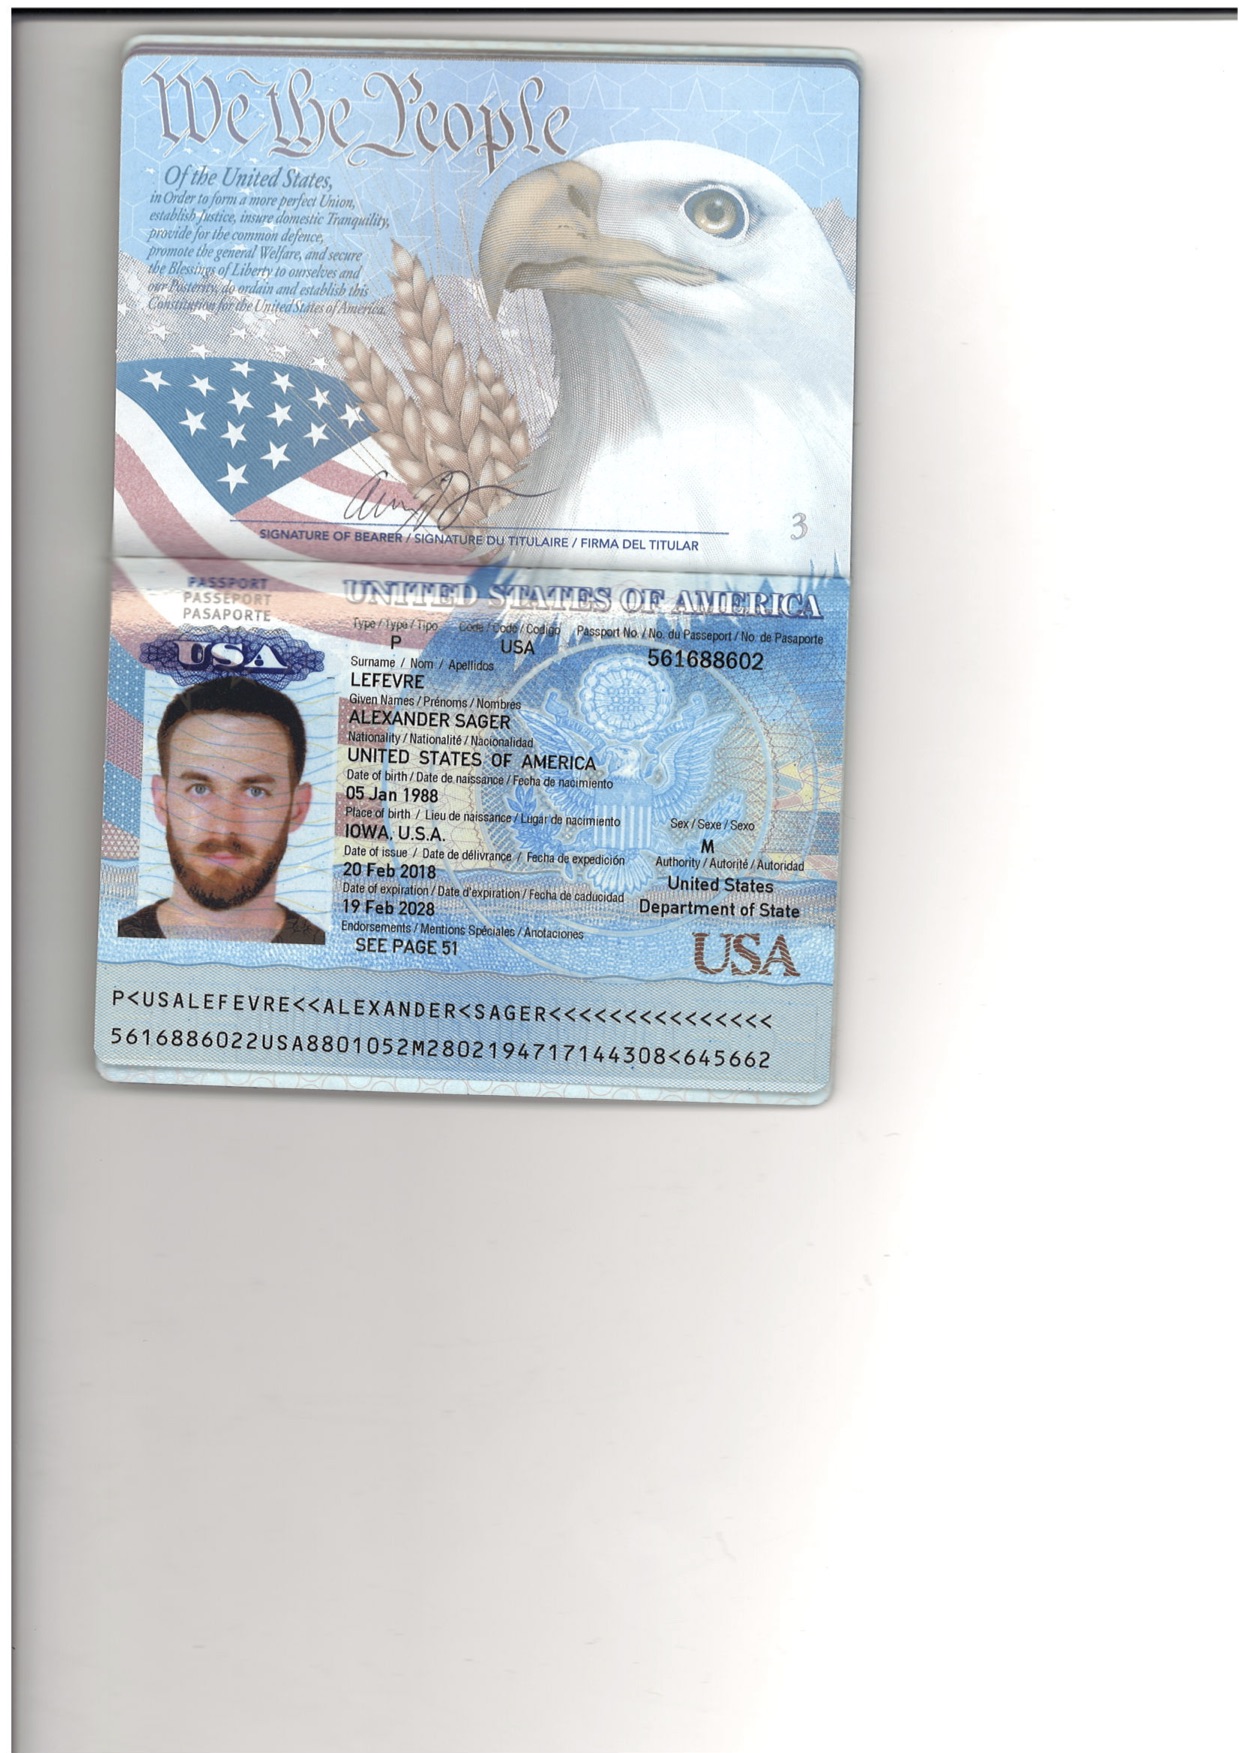 We the People
Of the United States,
in Order to form a more perfect Union,
establish Justice, insure domestic Tranquility,
provide for the common defence,
promote the general Welfare, and secure
the Blessings of Liberty to ourselves and
our Posterity, do ordain and establish this
Constitution for the United States of America.
SIGNATURE OF BEARER / SIGNATURE DU TITULAIRE / FIRMA DEL TITULAR
3
PASSPORT
PASSEPORT
PASAPORTE
USA
UNITED STATES OF AMERICA
Type / Type / Tipo Code / Code / Codigo Passport No. / No. du Passeport / No. de Pasaporte
P USA 561688602
Surname / Nom / Apellidos
LEFEVRE
Given Names / Prénoms / Nombres
ALEXANDER SAGER
Nationality / Nationalité / Nacionalidad
UNITED STATES OF AMERICA
Date of birth / Date de naissance / Fecha de nacimiento
05 Jan 1988
Place of birth / Lieu de naissance / Lugar de nacimiento
IOWA, U.S.A.
Sex / Sexe / Sexo
M
Date of issue / Date de délivrance / Fecha de expedición
20 Feb 2018
Authority / Autorité / Autoridad
United States
Department of State
Date of expiration / Date d'expiration / Fecha de caducidad
19 Feb 2028
Endorsements / Mentions Spéciales / Anotaciones
SEE PAGE 51
USA
P<USALEFEVRE<<ALEXANDER<SAGER<<<<<<<<<<<<<<<
5616886022USA8801052M2802194717144308<645662